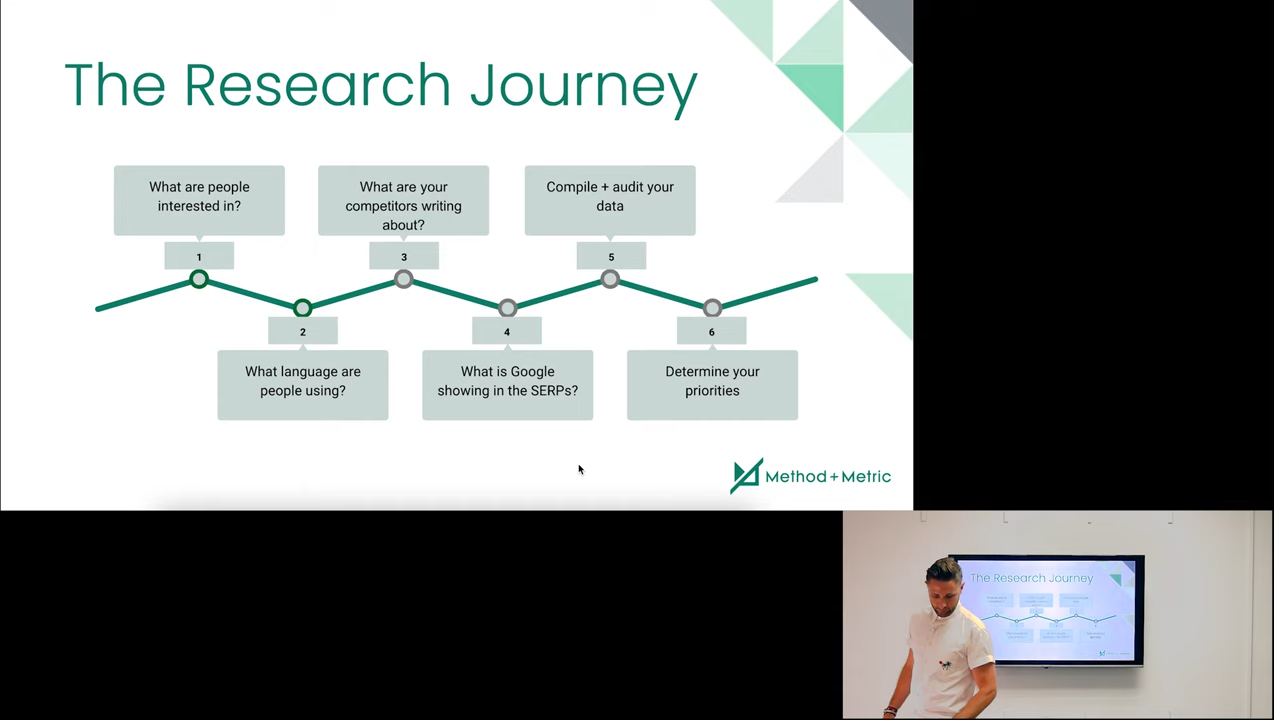 The Research Journey
What are people
interested in?
1
What are your
competitors writing
about?
3
Compile + audit your
data
5
2
What language are
people using?
4
What is Google
showing in the SERPs?
6
Determine your
priorities
Method + Metric
The Research Journey